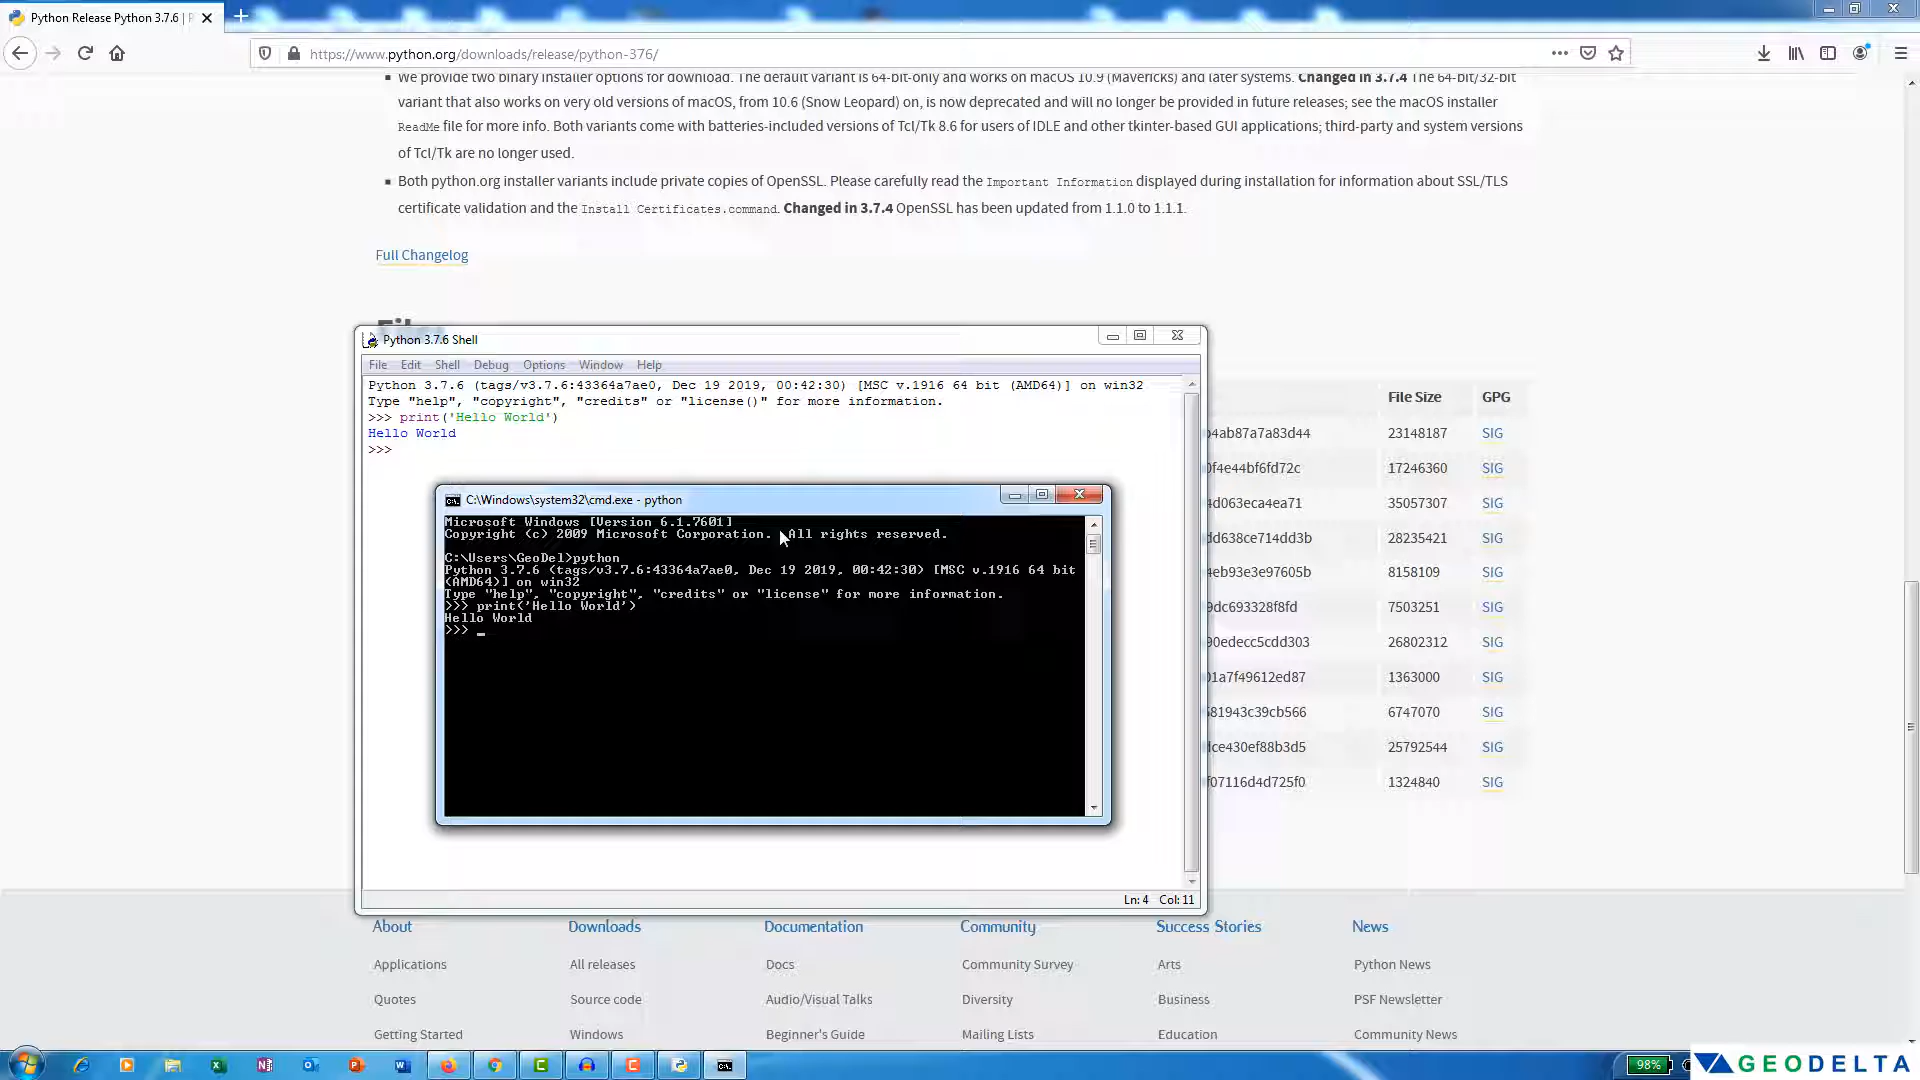 Python Release Python 3.7.6 |
https://www.python.org/downloads/release/python-376/
We provide two binary installer options for download. The default variant is 64-bit-only and works on macOS 10.9 (Mavericks) and later systems. Changed in 3.7.4 The 64-bit/32-bit
variant that also works on very old versions of macOS, from 10.6 (Snow Leopard) on, is now deprecated and will no longer be provided in future releases; see the macOS installer
ReadMe file for more info. Both variants come with batteries-included versions of Tcl/Tk 8.6 for users of IDLE and other tkinter-based GUI applications; third-party and system versions
of Tcl/Tk are no longer used.
Both python.org installer variants include private copies of OpenSSL. Please carefully read the Important Information displayed during installation for information about SSL/TLS
certificate validation and the Install Certificates.command. Changed in 3.7.4 OpenSSL has been updated from 1.1.0 to 1.1.1.
Full Changelog
Python 3.7.6 Shell
File Edit Shell Debug Options Window Help
Python 3.7.6 (tags/v3.7.6:43364a7ae0, Dec 19 2019, 00:42:30) [MSC v.1916 64 bit (AMD64)] on win32
Type "help", "copyright", "credits" or "license()" for more information.
>>> print('Hello World')
Hello World
>>>
C:\Windows\system32\cmd.exe - python
Microsoft Windows [Version 6.1.7601]
Copyright (c) 2009 Microsoft Corporation. All rights reserved.
C:\Users\GeoDel>python
Python 3.7.6 (tags/v3.7.6:43364a7ae0, Dec 19 2019, 00:42:30) [MSC v.1916 64 bit
(AMD64)] on win32
Type "help", "copyright", "credits" or "license" for more information.
>>> print('Hello World')
Hello World
>>> _
Ln: 4 Col: 11
File Size GPG
4ab87a7a83d44 23148187 SIG
f4e44bf6fd72c 17246360 SIG
4d063eca4ea71 35057307 SIG
dd638ce714dd3b 28235421 SIG
4eb93e3e97605b 8158109 SIG
9dc693328f8fd 7503251 SIG
90edecc5cdd303 26802312 SIG
01a7f49612ed87 1363000 SIG
81943c39cb566 6747070 SIG
dce430ef88b3d5 25792544 SIG
f07116d4d725f0 1324840 SIG
About Downloads Documentation Community Success Stories News
Applications All releases Docs Community Survey Arts Python News
Quotes Source code Audio/Visual Talks Diversity Business PSF Newsletter
Getting Started Windows Beginner's Guide Mailing Lists Education Community News
98%
GEODELTA